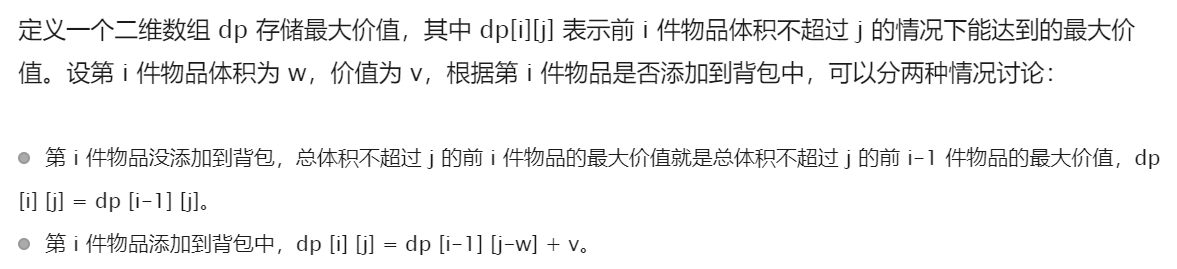 定义一个二维数组 dp 存储最大价值，其中 dp[i][j] 表示前 i 件物品体积不超过 j 的情况下能达到的最大价
值。设第 i 件物品体积为 w，价值为 v，根据第 i 件物品是否添加到背包中，可以分两种情况讨论：
第 i 件物品没添加到背包，总体积不超过 j 的前 i 件物品的最大价值就是总体积不超过 j 的前 i-1 件物品的最大价值，dp
[i] [j] = dp [i-1] [j]。
第 i 件物品添加到背包中，dp [i] [j] = dp [i-1] [j-w] + v。